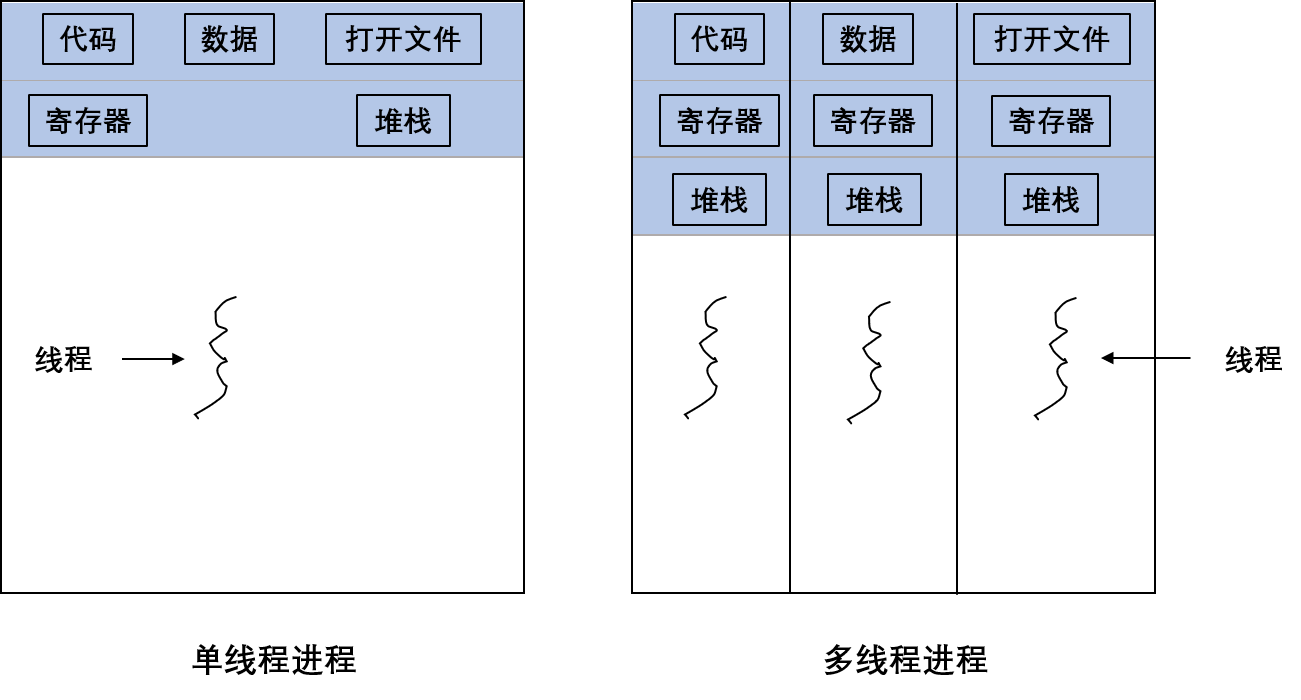 代码 数据 打开文件
寄存器 堆栈
线程
单线程进程
代码 数据 打开文件
寄存器 寄存器 寄存器
堆栈 堆栈 堆栈
线程
多线程进程